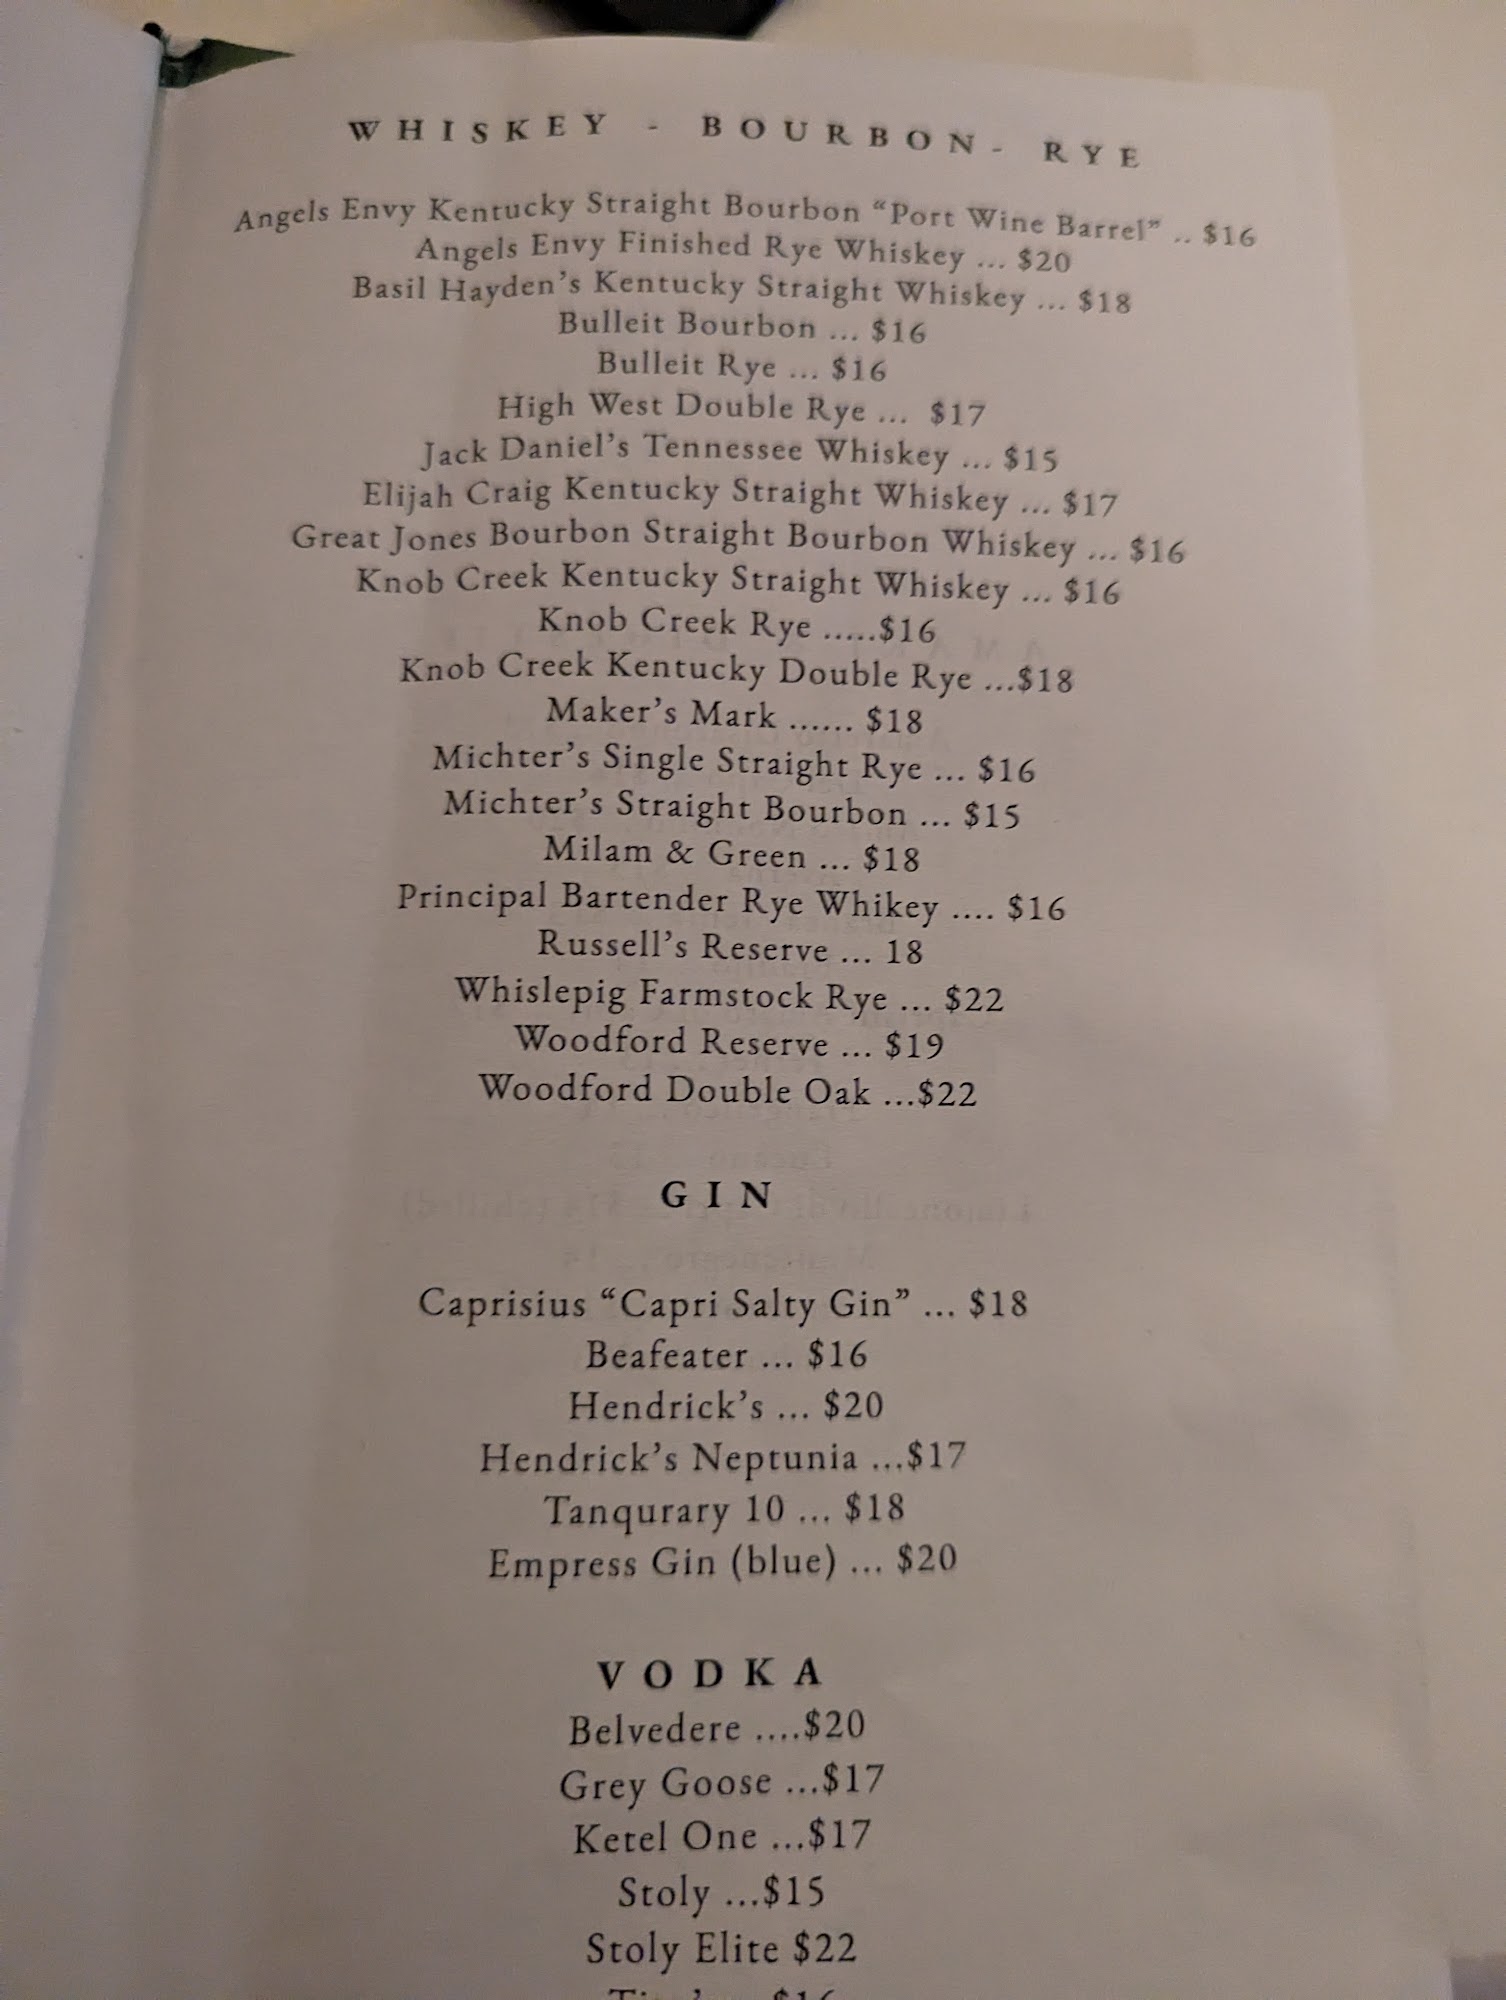 WHISKEY - BOURBON- RYE
Angels Envy Kentucky Straight Bourbon “Port Wine Barrel” .. $16
Angels Envy Finished Rye Whiskey ... $20
Basil Hayden’s Kentucky Straight Whiskey ... $18
Bulleit Bourbon ... $16
Bulleit Rye ... $16
High West Double Rye ... $17
Jack Daniel’s Tennessee Whiskey ... $15
Elijah Craig Kentucky Straight Whiskey ... $17
Great Jones Bourbon Straight Bourbon Whiskey ... $16
Knob Creek Kentucky Straight Whiskey ... $16
Knob Creek Rye .....$16
Knob Creek Kentucky Double Rye ...$18
Maker’s Mark ...... $18
Michter’s Single Straight Rye ... $16
Michter’s Straight Bourbon ... $15
Milam & Green ... $18
Principal Bartender Rye Whikey .... $16
Russell’s Reserve ... 18
Whislepig Farmstock Rye ... $22
Woodford Reserve ... $19
Woodford Double Oak ...$22
GIN
Caprisius “Capri Salty Gin” ... $18
Beafeater ... $16
Hendrick’s ... $20
Hendrick’s Neptunia ...$17
Tanqurary 10 ... $18
Empress Gin (blue) ... $20
VODKA
Belvedere ....$20
Grey Goose ...$17
Ketel One ...$17
Stoly ...$15
Stoly Elite $22